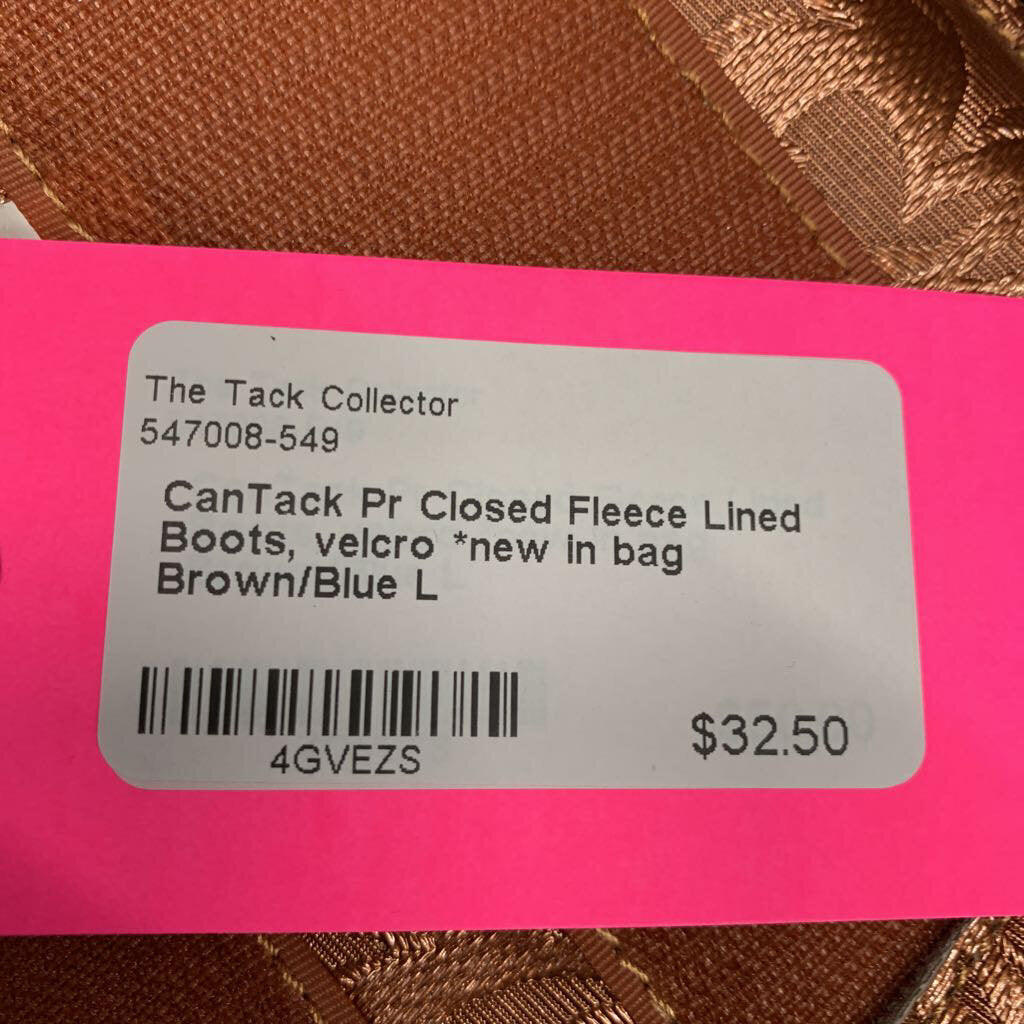 The Tack Collector
547008-549
CanTack Pr Closed Fleece Lined
Boots, velcro *new in bag
Brown/Blue L
4GVEZS
$32.50